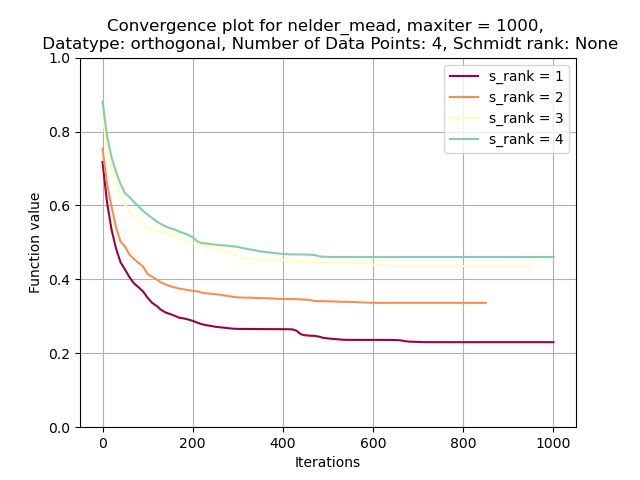 Convergence plot for nelder_mead, maxiter = 1000,
Datatype: orthogonal, Number of Data Points: 4, Schmidt rank: None
1.0
s_rank = 1
s_rank = 2
s_rank = 3
s_rank = 4
0.8
0.6
Function value
0.4
0.2
0.0
0 200 400 600 800 1000
Iterations